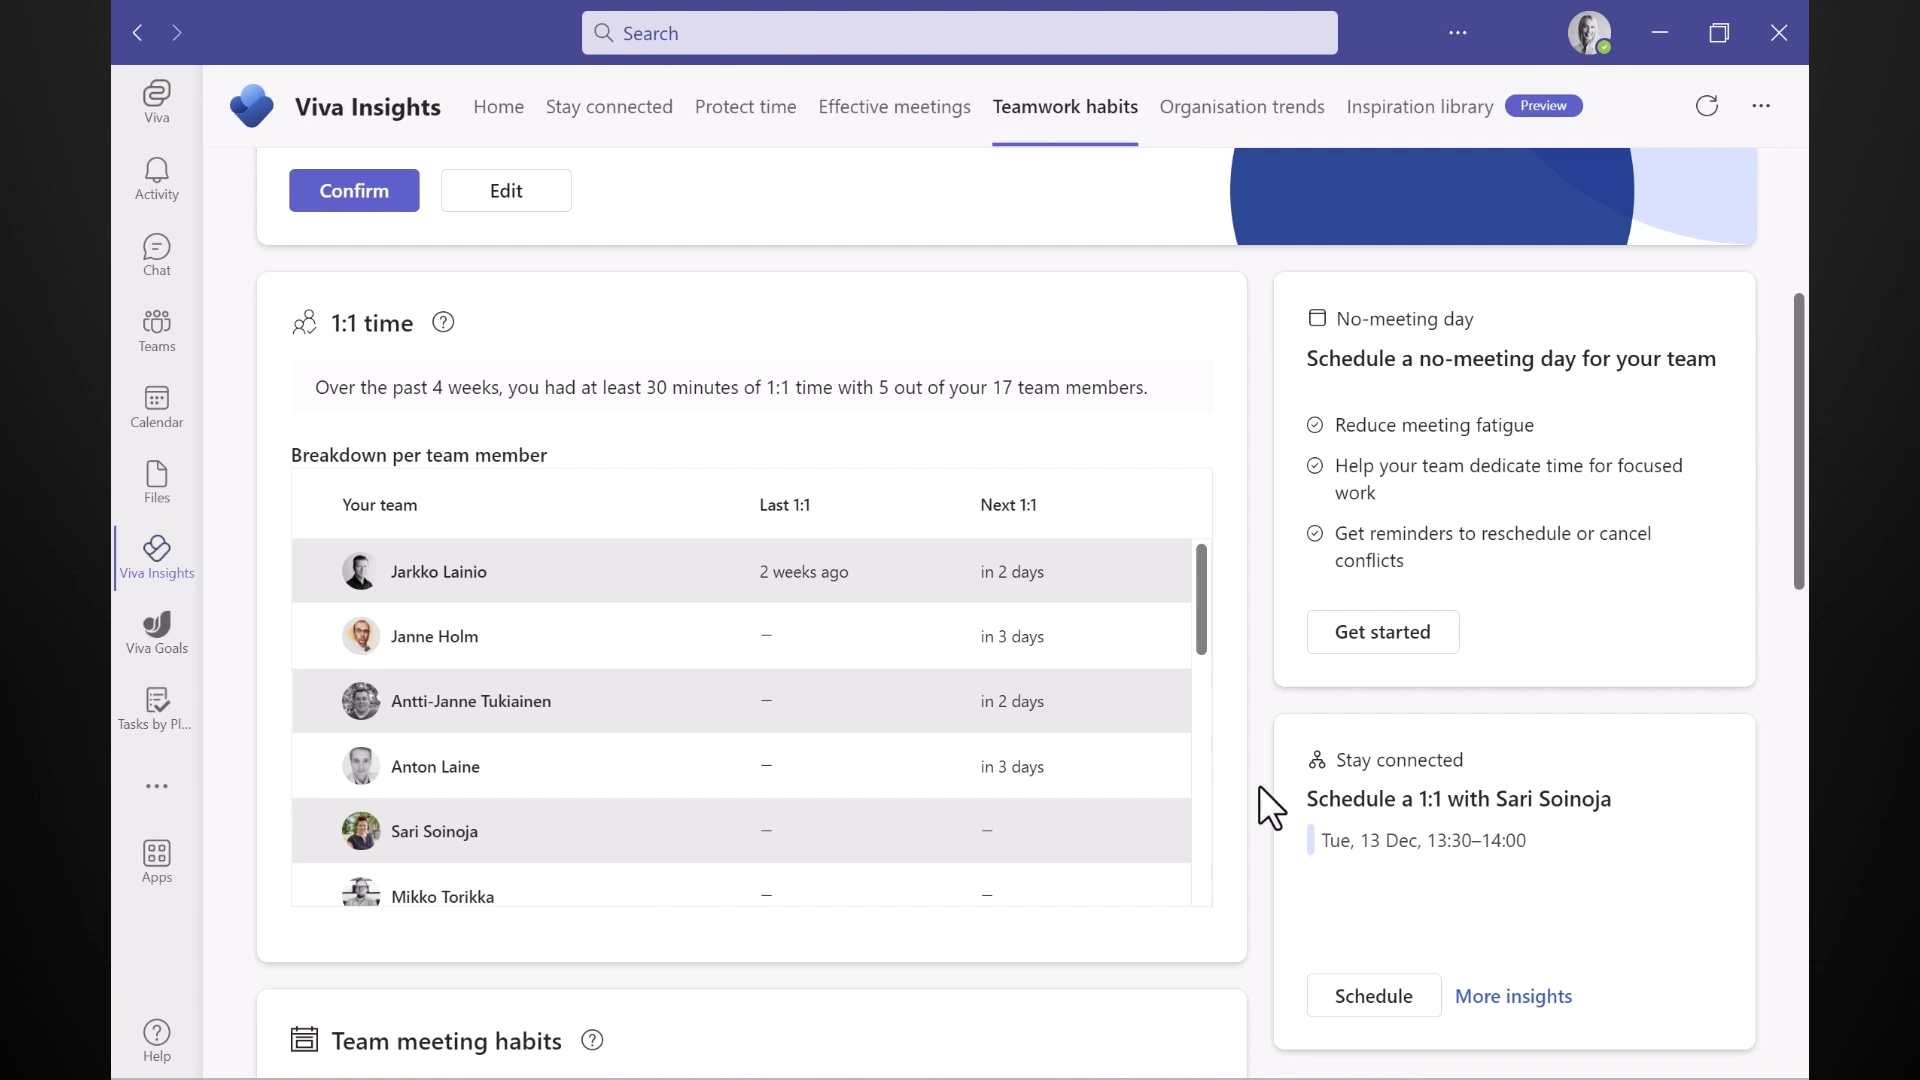 Search
Viva Insights
Home
Stay connected
Protect time
Effective meetings
Teamwork habits
Organisation trends
Inspiration library
Preview
Viva
Activity
Chat
Teams
Calendar
Files
Viva Insights
Viva Goals
Tasks by Pl...
Apps
Help
Confirm
Edit
1:1 time
Over the past 4 weeks, you had at least 30 minutes of 1:1 time with 5 out of your 17 team members.
Breakdown per team member
Your team
Last 1:1
Next 1:1
Jarkko Lainio
2 weeks ago
in 2 days
Janne Holm
—
in 3 days
Antti-Janne Tukiainen
—
in 2 days
Anton Laine
—
in 3 days
Sari Soinoja
—
—
Mikko Torikka
—
—
Team meeting habits
No-meeting day
Schedule a no-meeting day for your team
Reduce meeting fatigue
Help your team dedicate time for focused
work
Get reminders to reschedule or cancel
conflicts
Get started
Stay connected
Schedule a 1:1 with Sari Soinoja
Tue, 13 Dec, 13:30–14:00
Schedule
More insights